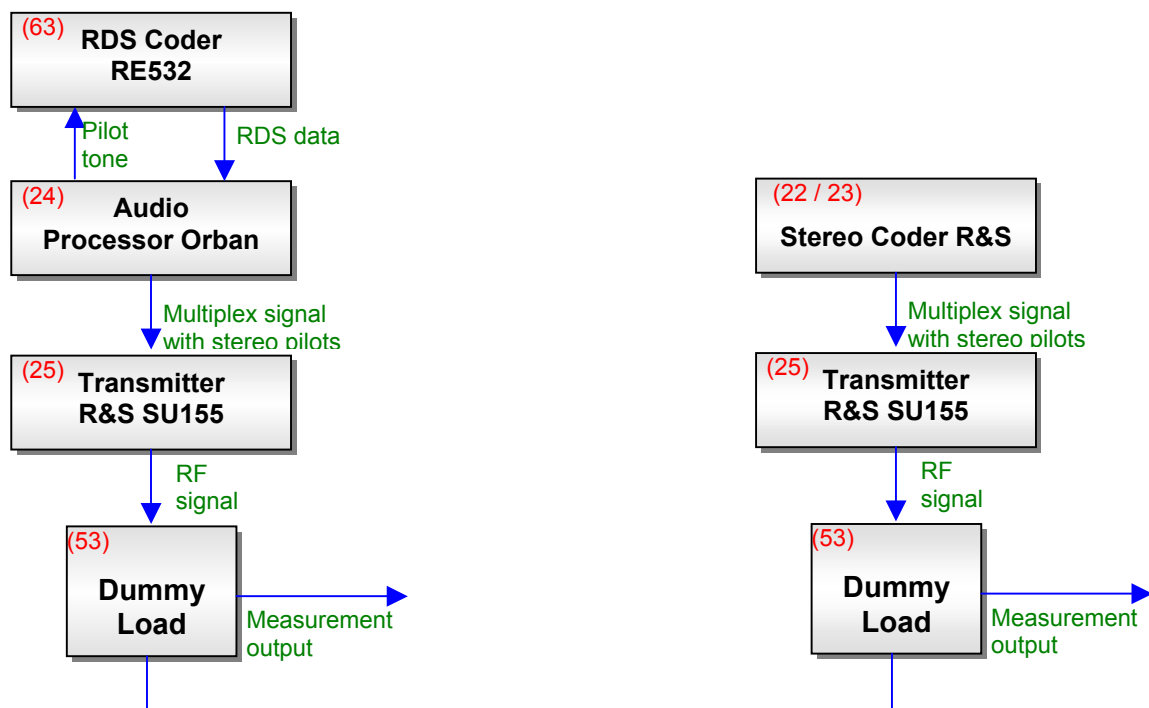 (63)
RDS Coder
RE532
Pilot
tone
RDS data
(24)
Audio
Processor Orban
Multiplex signal
with stereo pilots
(25)
Transmitter
R&S SU155
RF
signal
(53)
Dummy
Load
Measurement
output
(22 / 23)
Stereo Coder R&S
Multiplex signal
with stereo pilots
(25)
Transmitter
R&S SU155
RF
signal
(53)
Dummy
Load
Measurement
output